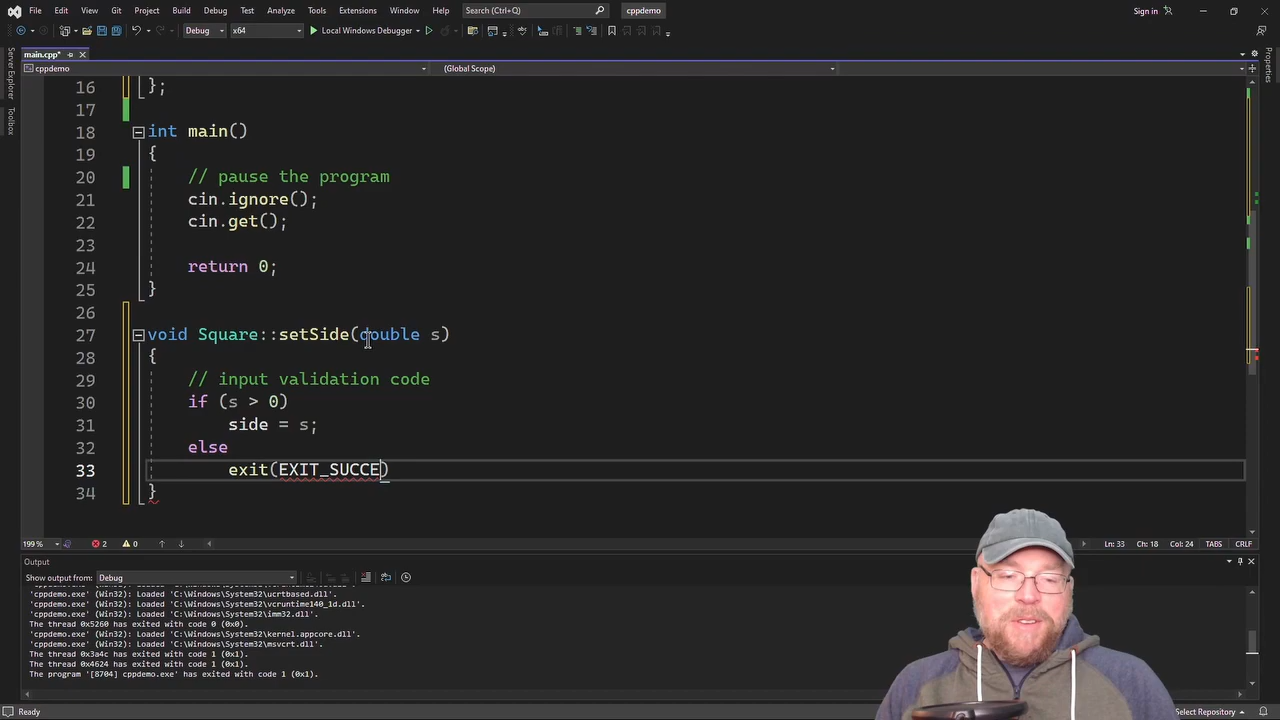 File Edit View Git Project Build Debug Test Analyze Tools Extensions Window Help Search (Ctrl+Q) cppdemo Sign in
Debug x64 Local Windows Debugger
main.cpp*
cppdemo (Global Scope)
Server Explorer
Toolbox
Properties
16 };
17
18 int main()
19 {
20 // pause the program
21 cin.ignore();
22 cin.get();
23
24 return 0;
25 }
26
27 void Square::setSide(double s)
28 {
29 // input validation code
30 if (s > 0)
31 side = s;
32 else
33 exit(EXIT_SUCCE)
34 }
199 % 2 0 Ln: 33 Ch: 18 Col: 24 TABS CRLF
Output
Show output from: Debug
'cppdemo.exe' (Win32): Loaded 'C:\Windows\System32\ucrtbased.dll'.
'cppdemo.exe' (Win32): Loaded 'C:\Windows\System32\vcruntime140_1d.dll'.
'cppdemo.exe' (Win32): Loaded 'C:\Windows\System32\imm32.dll'.
The thread 0x5260 has exited with code 0 (0x0).
'cppdemo.exe' (Win32): Loaded 'C:\Windows\System32\kernel.appcore.dll'.
'cppdemo.exe' (Win32): Loaded 'C:\Windows\System32\msvcrt.dll'.
The thread 0x3a4c has exited with code 1 (0x1).
The thread 0x4624 has exited with code 1 (0x1).
The program '[8704] cppdemo.exe' has exited with code 1 (0x1).
Ready Select Repository